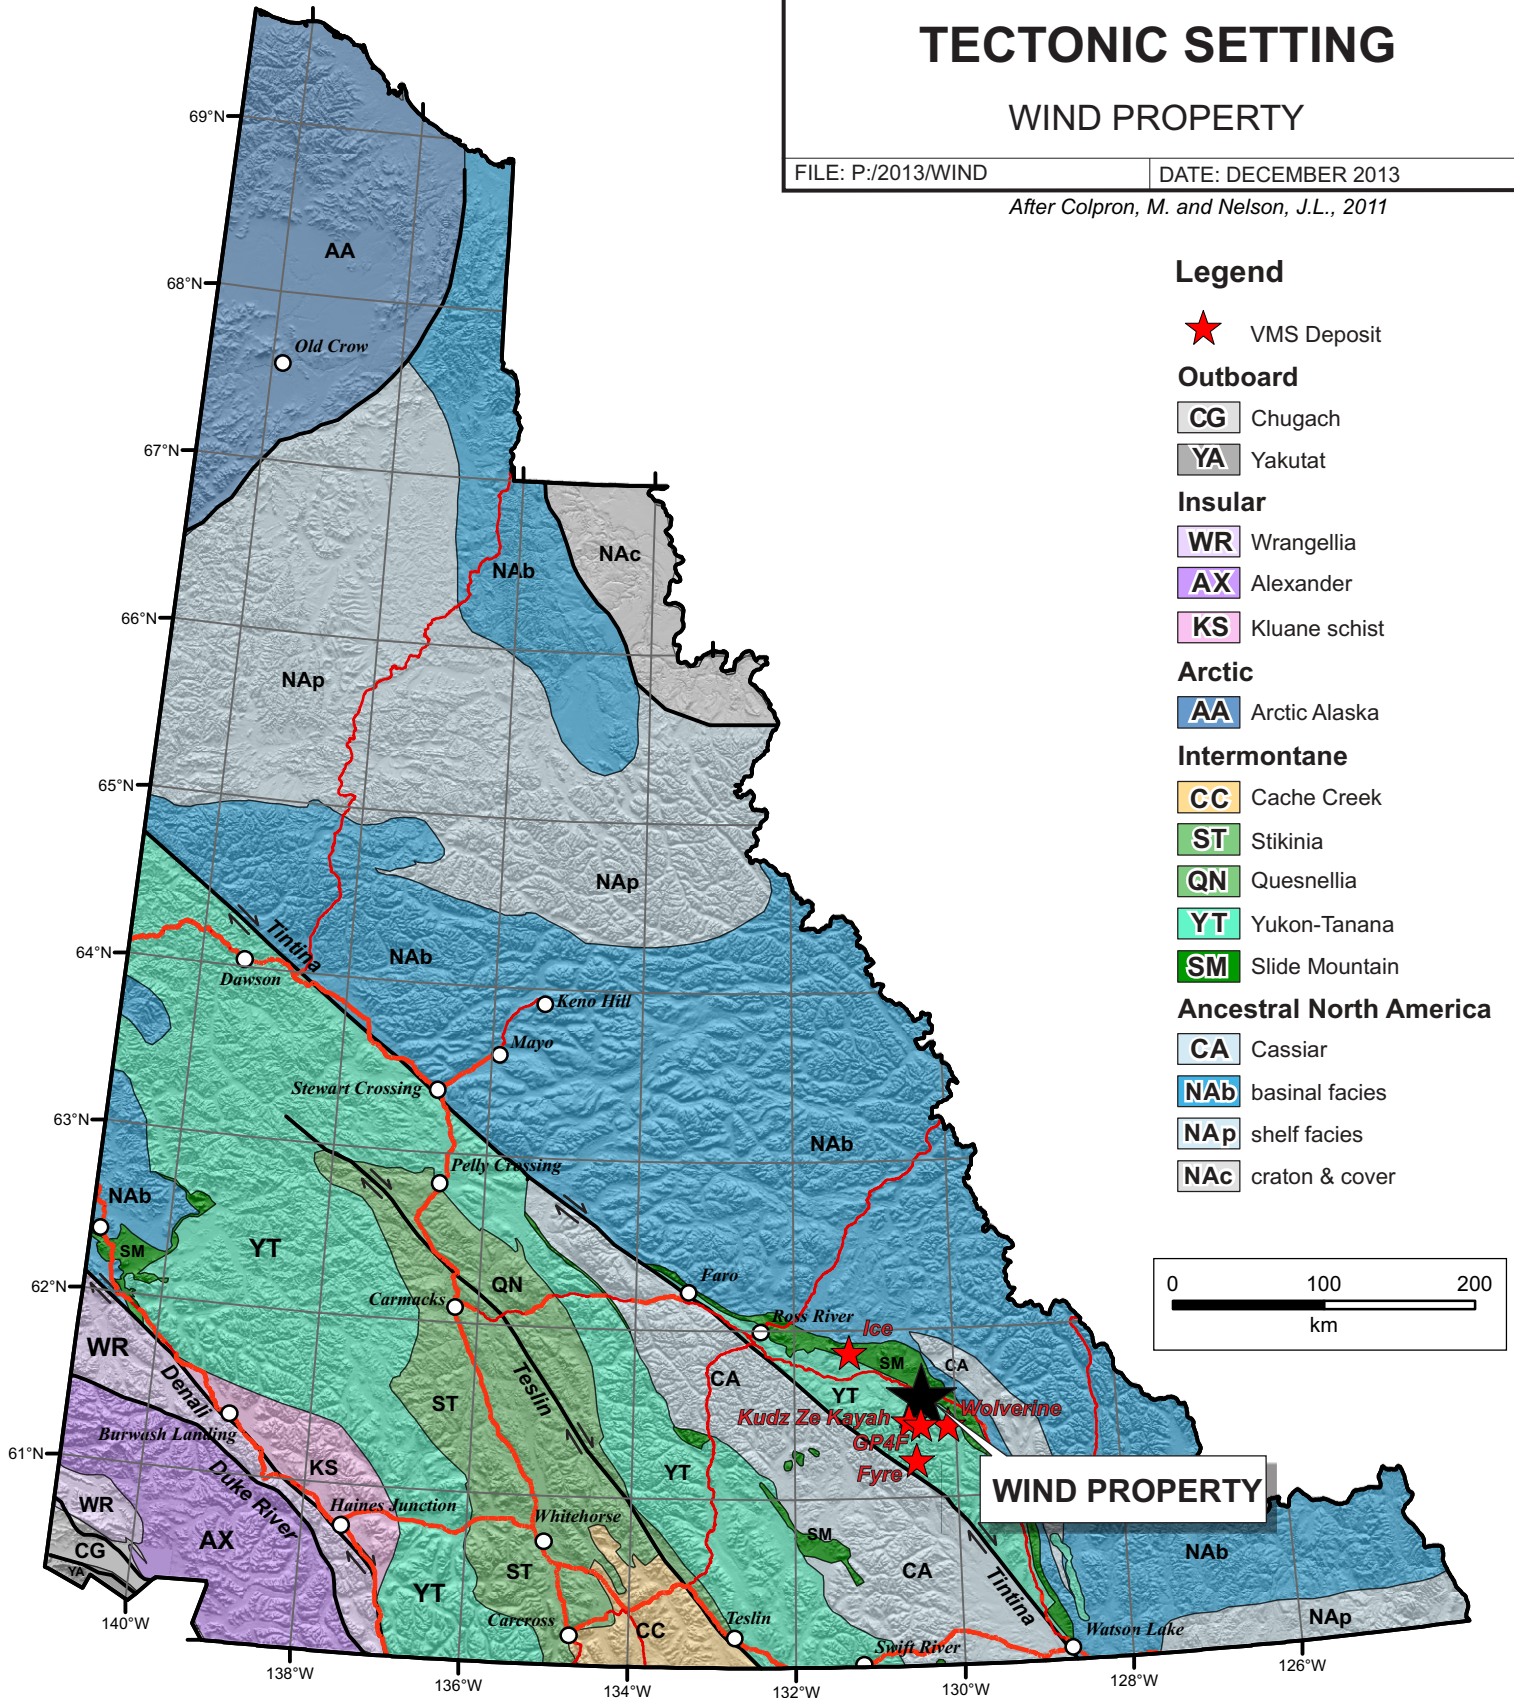 TECTONIC SETTING
WIND PROPERTY
FILE: P:/2013/WIND
DATE: DECEMBER 2013
After Colpron, M. and Nelson, J.L., 2011
Legend
VMS Deposit
Outboard
CG Chugach
YA Yakutat
Insular
WR Wrangellia
AX Alexander
KS Kluane schist
Arctic
AA Arctic Alaska
Intermontane
CC Cache Creek
ST Stikinia
QN Quesnellia
YT Yukon-Tanana
SM Slide Mountain
Ancestral North America
CA Cassiar
NAb basinal facies
NAp shelf facies
NAc craton & cover
0 100 200
km
69°N
68°N
67°N
66°N
65°N
64°N
63°N
62°N
61°N
140°W
138°W
136°W
134°W
132°W
130°W
128°W
126°W
AA
Old Crow
NAc
NAb
NAp
NAp
NAb
Tintina
Dawson
Keno Hill
Mayo
Stewart Crossing
NAb
Pelly Crossing
NAb
YT
SM
QN
Faro
Carmacks
Ross River
Ice
SM
CA
WR
Denali
Teslin
CA
YT
ST
Kudz Ze Kayah
Wolverine
GP4F
Fyre
Burwash Landing
KS
Duke River
YT
WIND PROPERTY
WR
Haines Junction
Whitehorse
AX
SM
CG
YA
ST
CA
NAb
YT
Tintina
Carcross
CC
Teslin
Swift River
Watson Lake
NAp